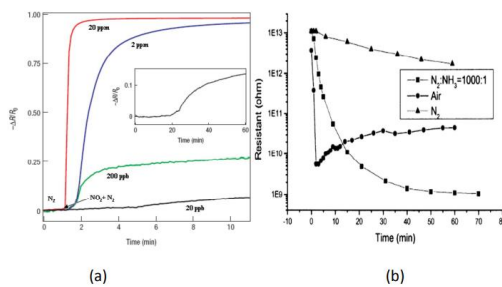 1.00
0.75
0.50
0.25
0.00
−ΔR/R0
20 ppm
2 ppm
200 ppb
20 ppb
N2
NO2+ N2
0.1
0
−ΔR/R0
0 20 40 60
Time (min)
0 2 4 6 8 10
Time (min)
(a)
1E13
1E12
1E11
1E10
1E9
Resistant (ohm)
N2:NH3=1000:1
Air
N2
0 10 20 30 40 50 60 70
Time (min)
(b)